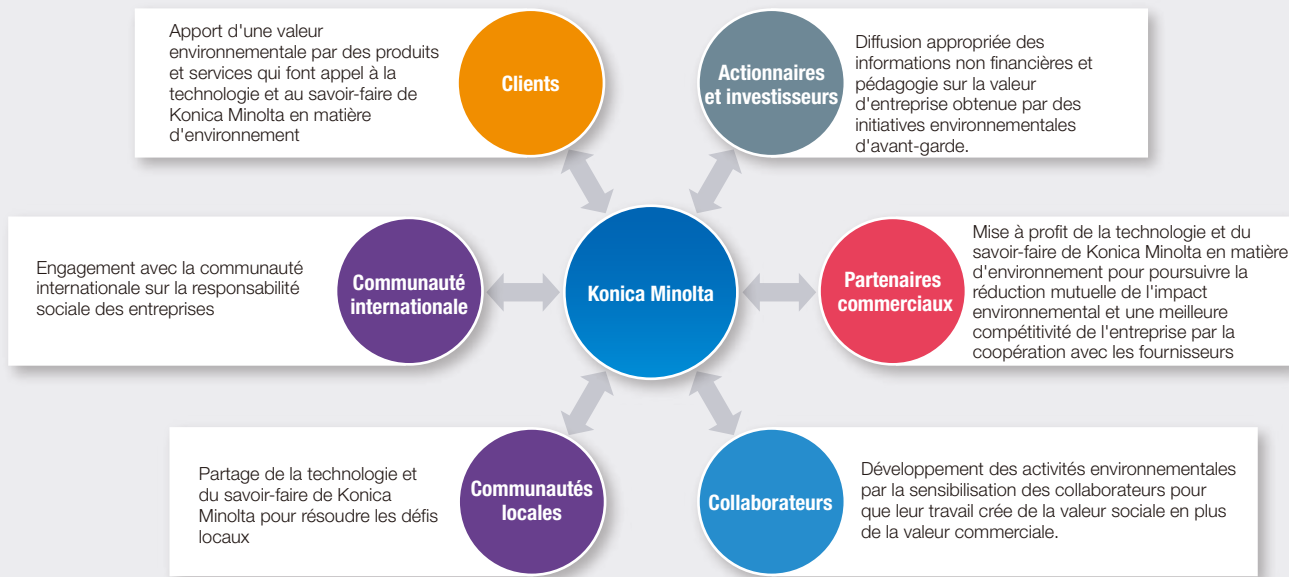 Apport d'une valeur
environnementale par des produits
et services qui font appel à la
technologie et au savoir-faire de
Konica Minolta en matière
d'environnement
Clients
Actionnaires
et investisseurs
Diffusion appropriée des
informations non financières et
pédagogie sur la valeur
d'entreprise obtenue par des
initiatives environnementales
d'avant-garde.
Engagement avec la communauté
internationale sur la responsabilité
sociale des entreprises
Communauté
internationale
Konica Minolta
Partenaires
commerciaux
Mise à profit de la technologie et du
savoir-faire de Konica Minolta en matière
d'environnement pour poursuivre la
réduction mutuelle de l'impact
environnemental et une meilleure
compétitivité de l'entreprise par la
coopération avec les fournisseurs
Partage de la technologie et
du savoir-faire de Konica
Minolta pour résoudre les défis
locaux
Communautés
locales
Collaborateurs
Développement des activités environnementales
par la sensibilisation des collaborateurs pour
que leur travail crée de la valeur sociale en plus
de la valeur commerciale.